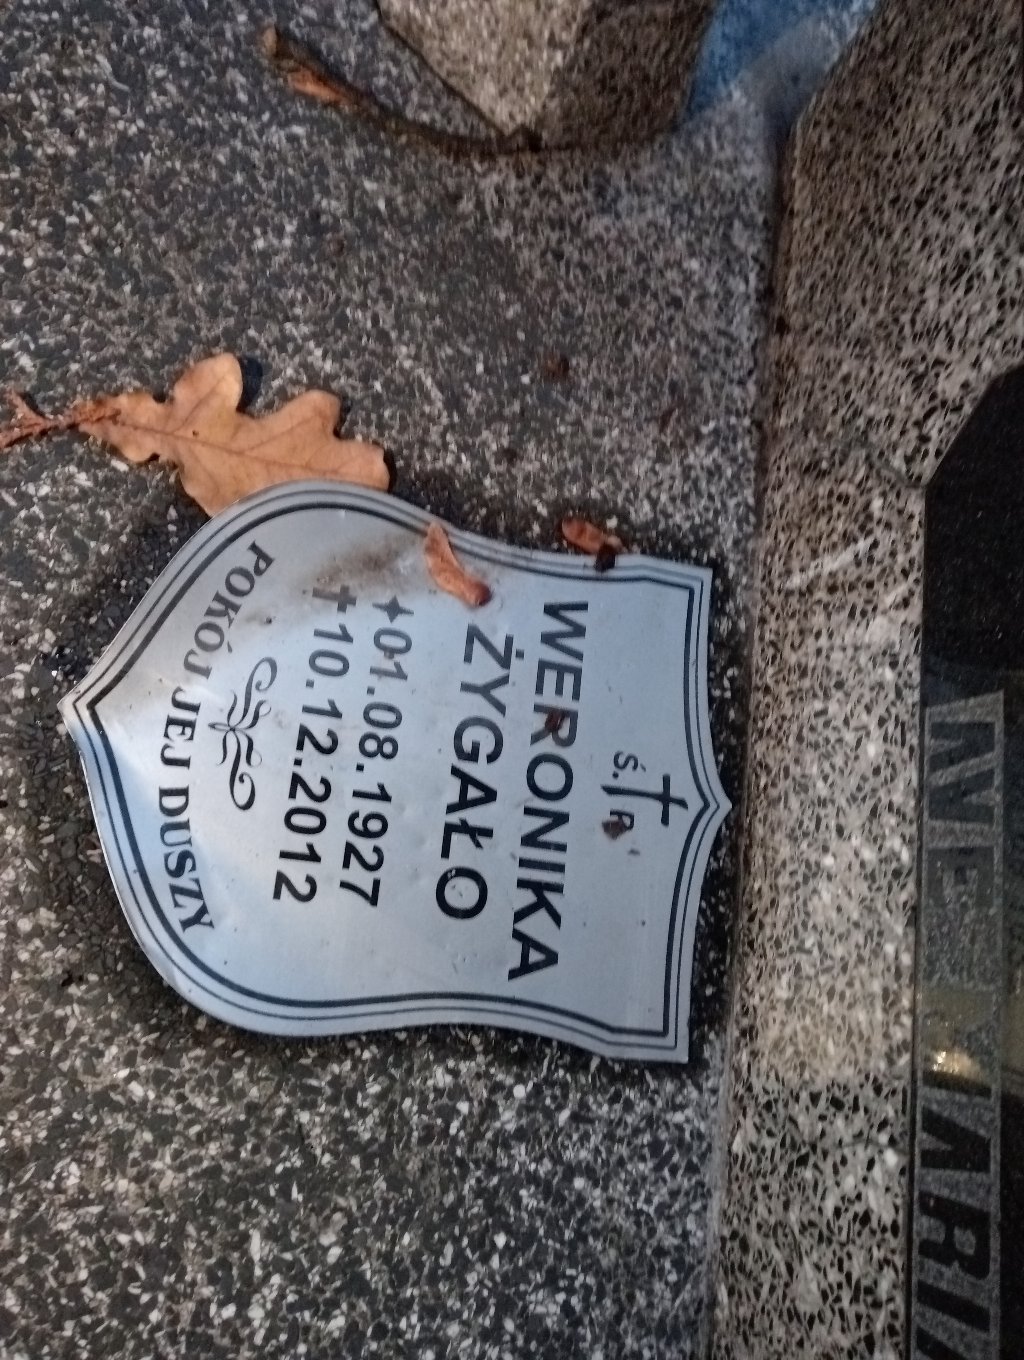 ś. P.
WERONIKA
ŻYGAŁO
✦01.08.1927
✝10.12.2012
POKÓJ JEJ DUSZY